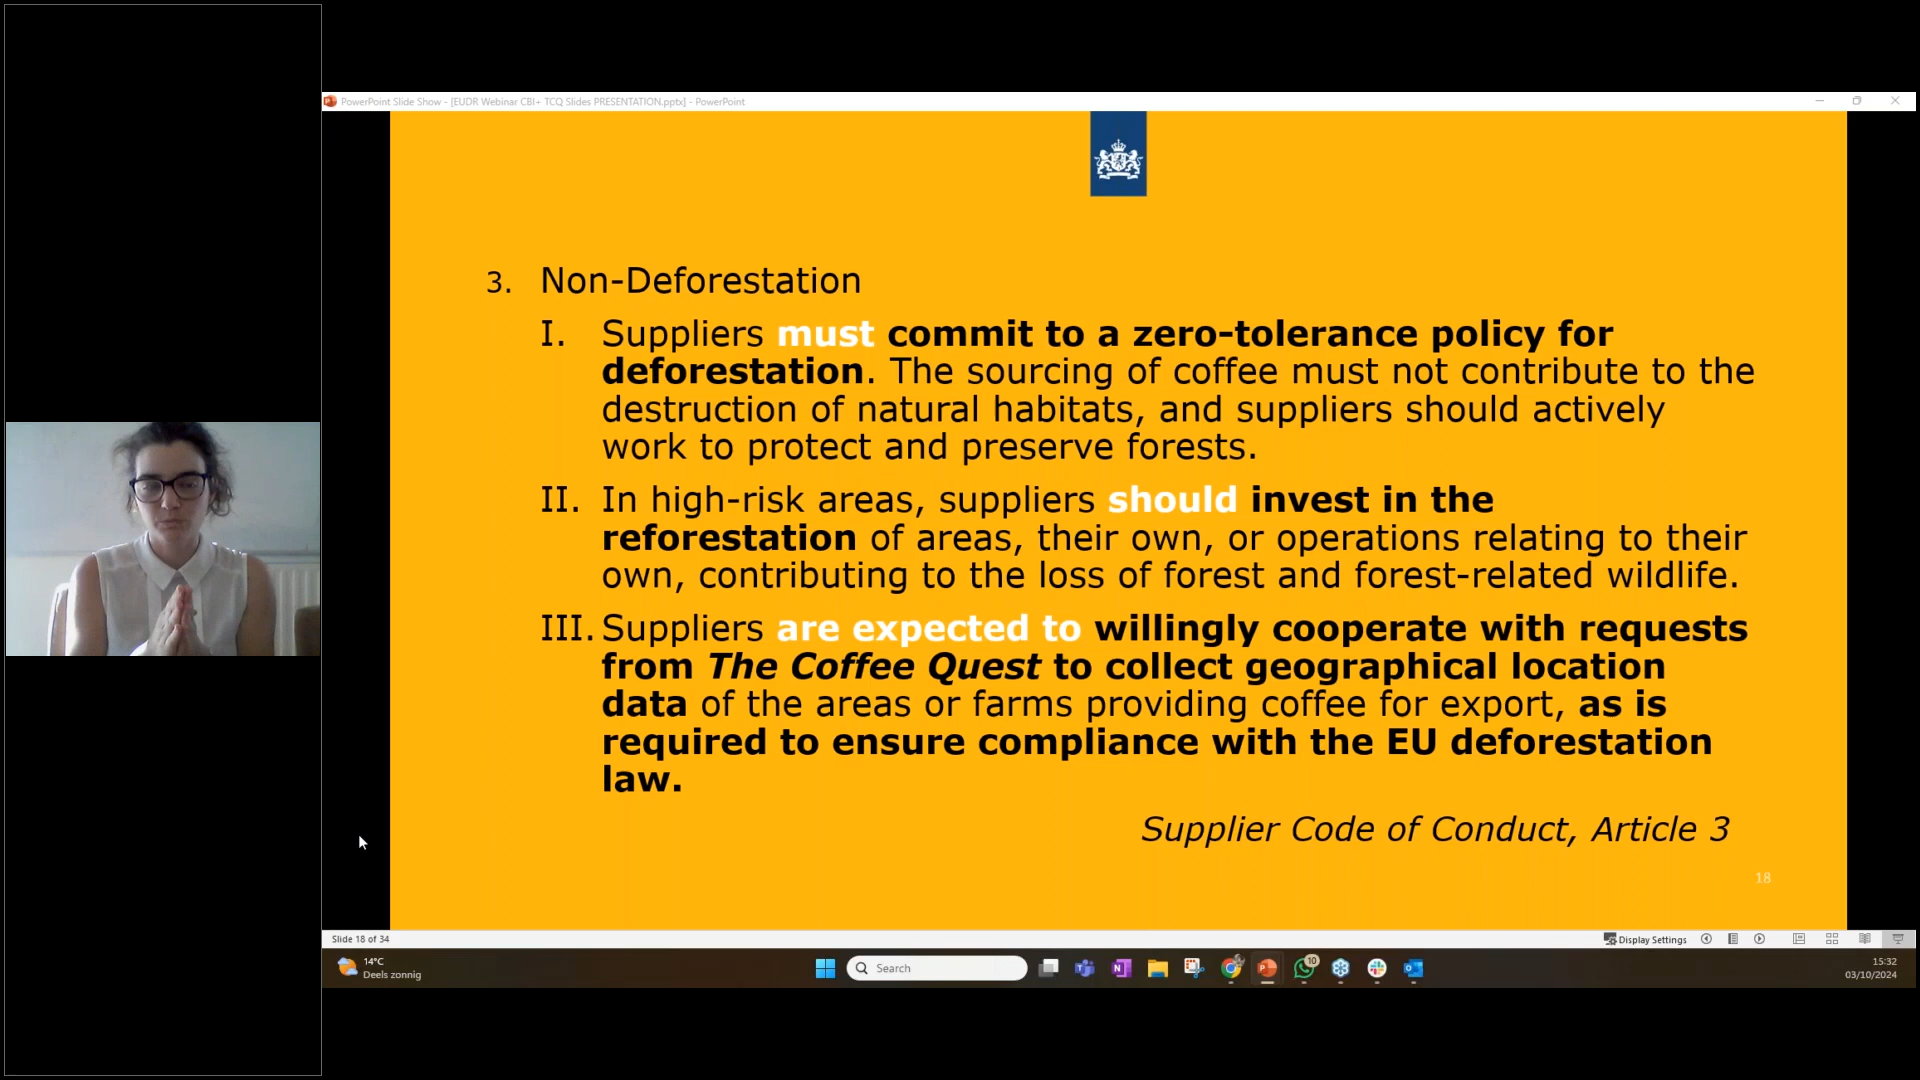 PowerPoint Slide Show - [EUDR Webinar CBI+ TCQ Slides PRESENTATION.pptx] - PowerPoint
3. Non-Deforestation
I. Suppliers must commit to a zero-tolerance policy for
deforestation. The sourcing of coffee must not contribute to the
destruction of natural habitats, and suppliers should actively
work to protect and preserve forests.
II. In high-risk areas, suppliers should invest in the
reforestation of areas, their own, or operations relating to their
own, contributing to the loss of forest and forest-related wildlife.
III. Suppliers are expected to willingly cooperate with requests
from The Coffee Quest to collect geographical location
data of the areas or farms providing coffee for export, as is
required to ensure compliance with the EU deforestation
law.
Supplier Code of Conduct, Article 3
18
Slide 18 of 34
Display Settings
14°C
Deels zonnig
Search
10
15:32
03/10/2024